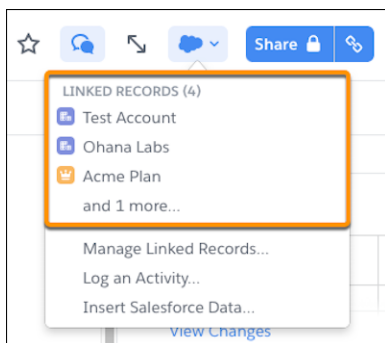 Share
LINKED RECORDS (4)
Test Account
Ohana Labs
Acme Plan
and 1 more...
Manage Linked Records...
Log an Activity...
Insert Salesforce Data...
View Changes